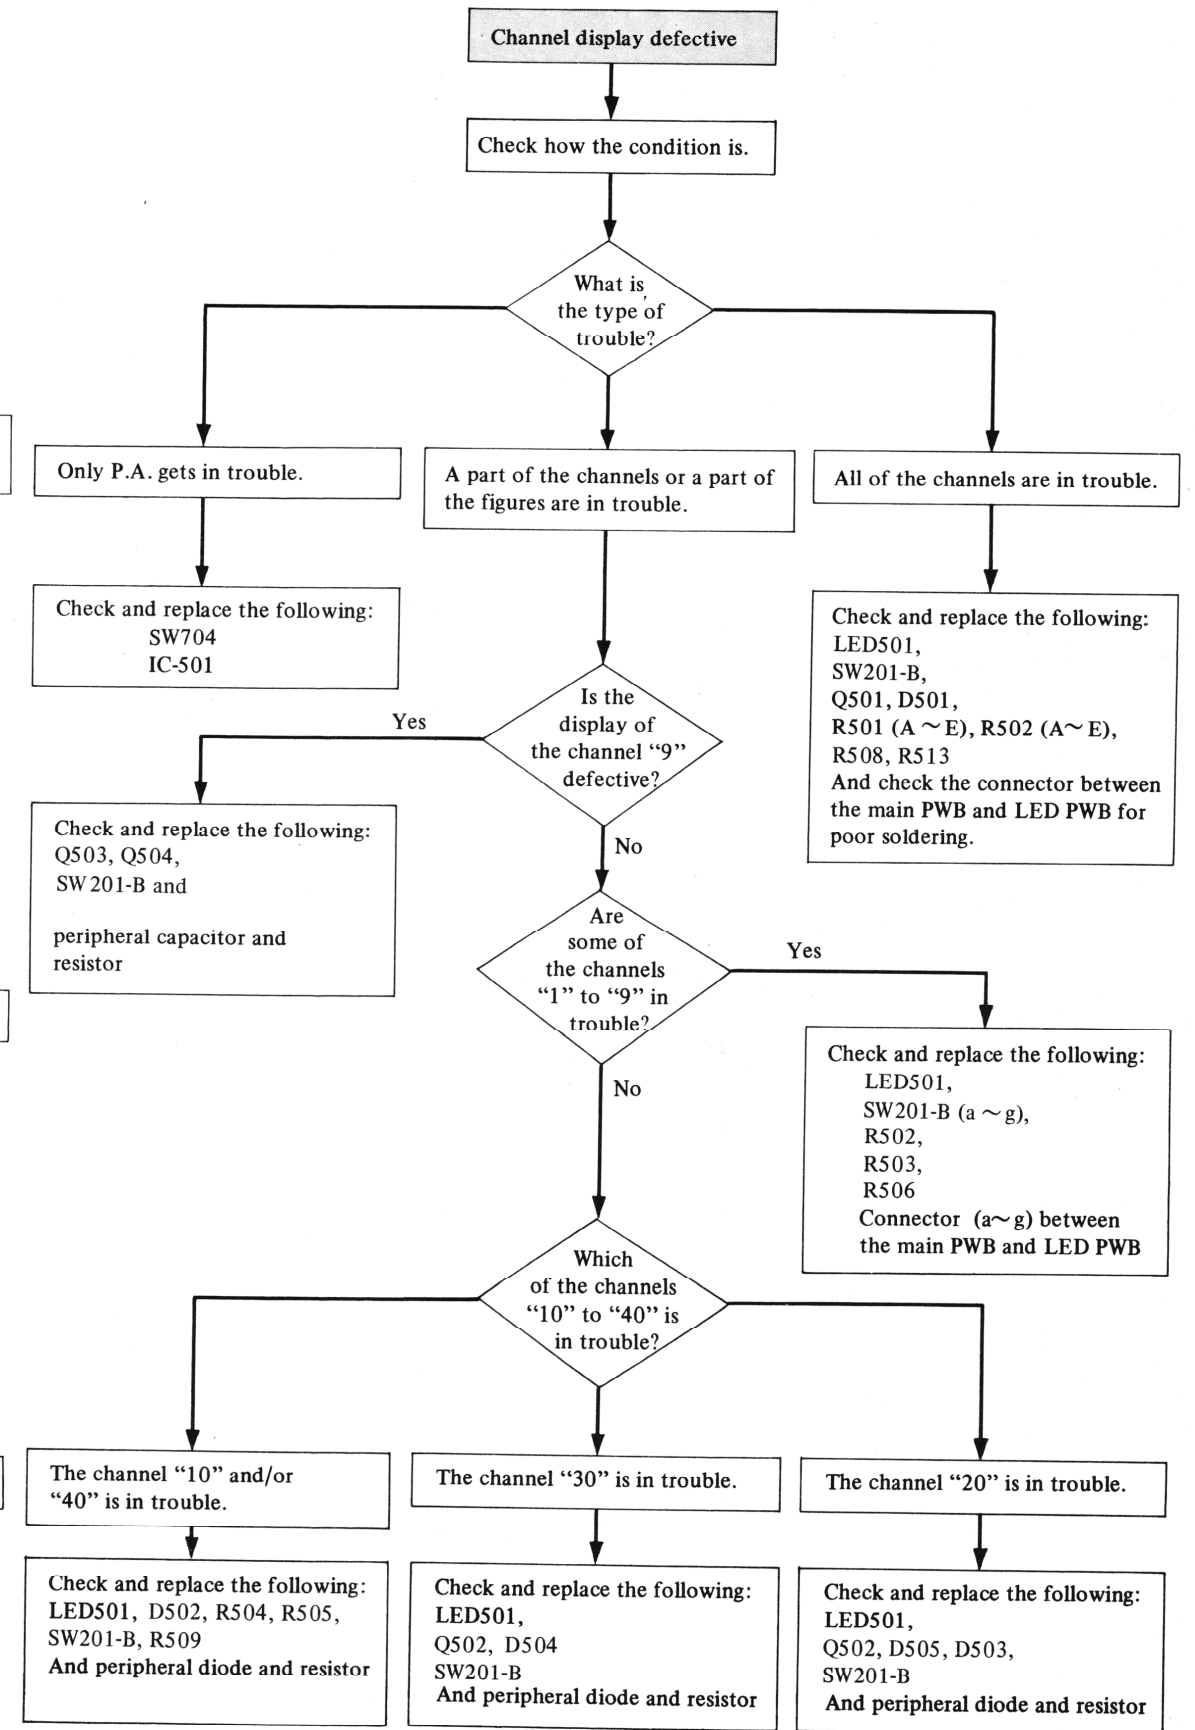 Channel display defective
Check how the condition is.
What is
the type of
trouble?
Only P.A. gets in trouble.
A part of the channels or a part of
the figures are in trouble.
All of the channels are in trouble.
Check and replace the following:
SW704
IC-501
Check and replace the following:
LED501,
SW201-B,
Q501, D501,
R501 (A ~ E), R502 (A~ E),
R508, R513
And check the connector between
the main PWB and LED PWB for
poor soldering.
Is the
display of
the channel “9”
defective?
Yes
No
Check and replace the following:
Q503, Q504,
SW201-B and
peripheral capacitor and
resistor
Are
some of
the channels
“1” to “9” in
trouble?
Yes
No
Check and replace the following:
LED501,
SW201-B (a ~ g),
R502,
R503,
R506
Connector (a~ g) between
the main PWB and LED PWB
Which
of the channels
“10” to “40” is
in trouble?
The channel “10” and/or
“40” is in trouble.
The channel “30” is in trouble.
The channel “20” is in trouble.
Check and replace the following:
LED501, D502, R504, R505,
SW201-B, R509
And peripheral diode and resistor
Check and replace the following:
LED501,
Q502, D504
SW201-B
And peripheral diode and resistor
Check and replace the following:
LED501,
Q502, D505, D503,
SW201-B
And peripheral diode and resistor